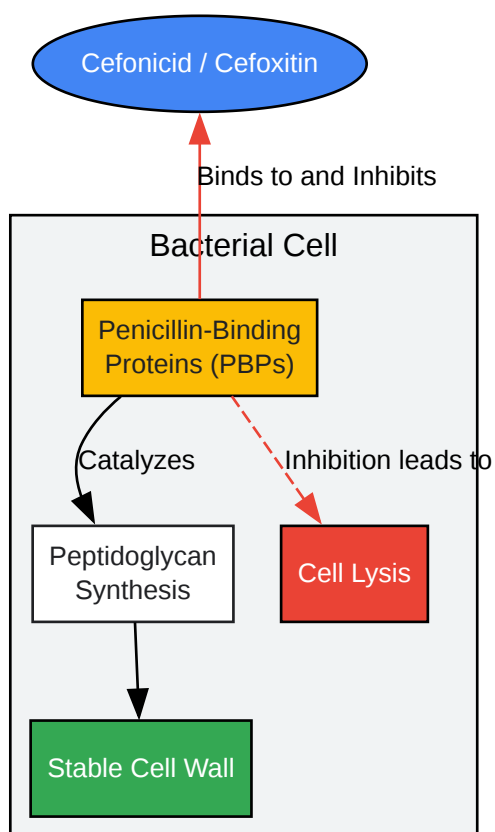 Cefonicid / Cefoxitin
Binds to and Inhibits
Bacterial Cell
Penicillin-Binding
Proteins (PBPs)
Catalyzes
Inhibition leads to
Peptidoglycan
Synthesis
Cell Lysis
Stable Cell Wall